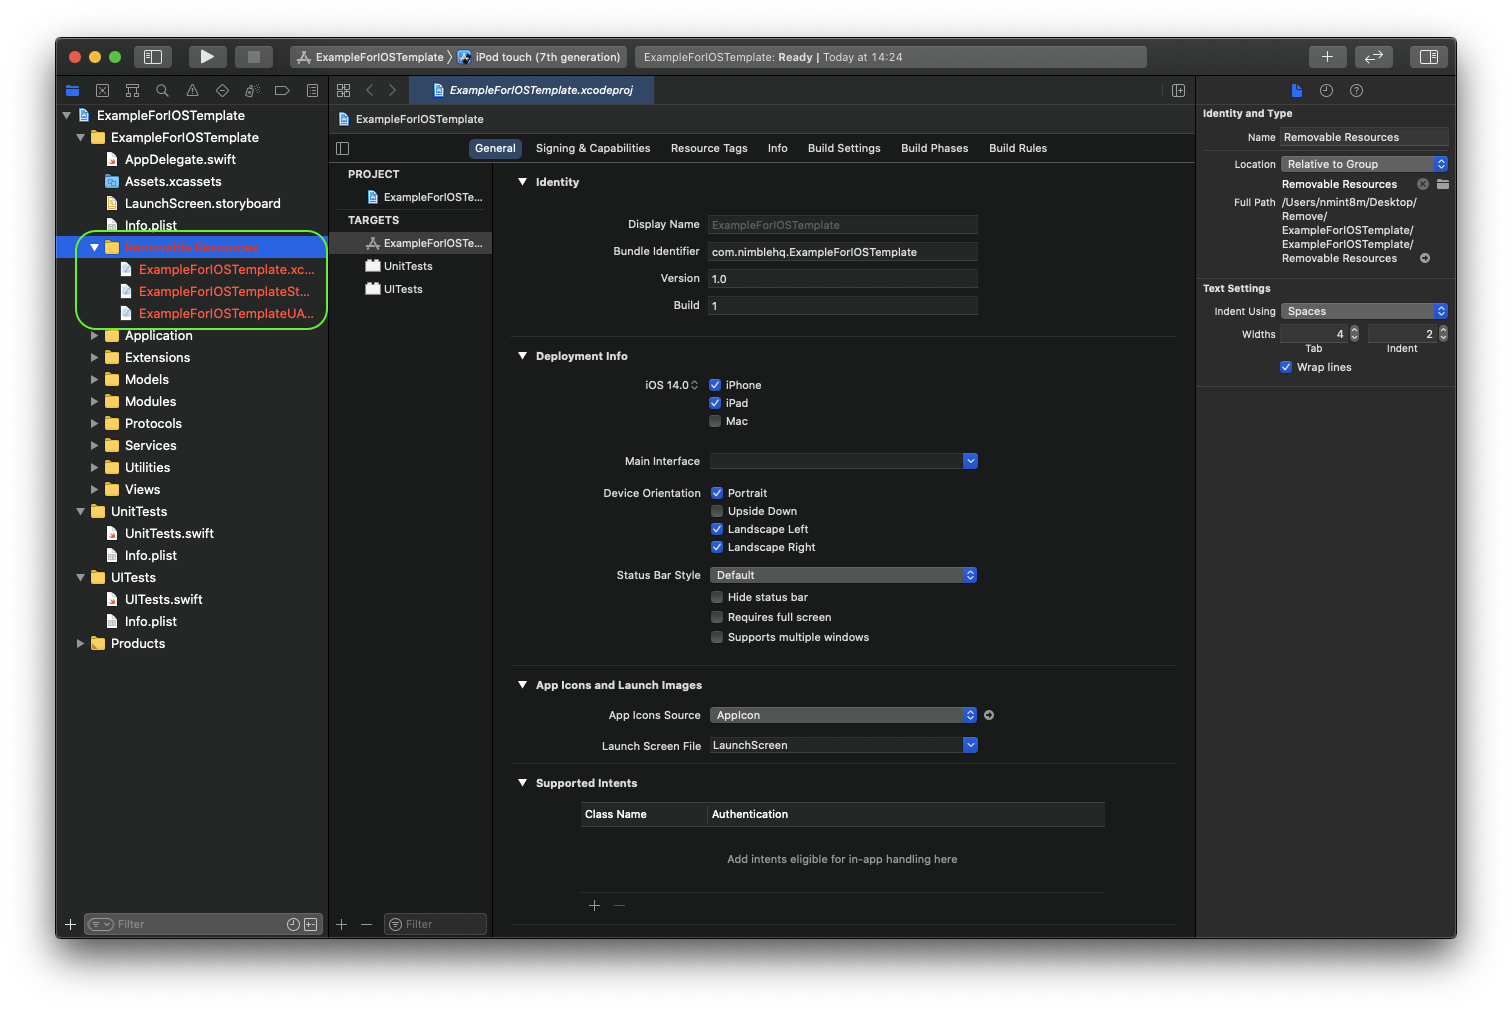 ExampleForIOSTemplate 〉 iPod touch (7th generation)
ExampleForIOSTemplate: Ready | Today at 14:24
ExampleForIOSTemplate.xcodeproj
ExampleForIOSTemplate
ExampleForIOSTemplate
AppDelegate.swift
Assets.xcassets
LaunchScreen.storyboard
Info.plist
Removable Resources
ExampleForIOSTemplate.xc...
ExampleForIOSTemplateSt...
ExampleForIOSTemplateUA...
Application
Extensions
Models
Modules
Protocols
Services
Utilities
Views
UnitTests
UnitTests.swift
Info.plist
UITests
UITests.swift
Info.plist
Products
Filter
ExampleForIOSTemplate
General Signing & Capabilities Resource Tags Info Build Settings Build Phases Build Rules
PROJECT
ExampleForIOSTe...
TARGETS
ExampleForIOSTe...
UnitTests
UITests
Filter
Identity
Display Name ExampleForIOSTemplate
Bundle Identifier com.nimblehq.ExampleForIOSTemplate
Version 1.0
Build 1
Deployment Info
iOS 14.0 iPhone
iPad
Mac
Main Interface
Device Orientation Portrait
Upside Down
Landscape Left
Landscape Right
Status Bar Style Default
Hide status bar
Requires full screen
Supports multiple windows
App Icons and Launch Images
App Icons Source AppIcon
Launch Screen File LaunchScreen
Supported Intents
Class Name Authentication
Add intents eligible for in-app handling here
Identity and Type
Name Removable Resources
Location Relative to Group
Removable Resources
Full Path /Users/nmint8m/Desktop/
Remove/
ExampleForIOSTemplate/
ExampleForIOSTemplate/
Removable Resources
Text Settings
Indent Using Spaces
Widths 4 2
Tab Indent
Wrap lines